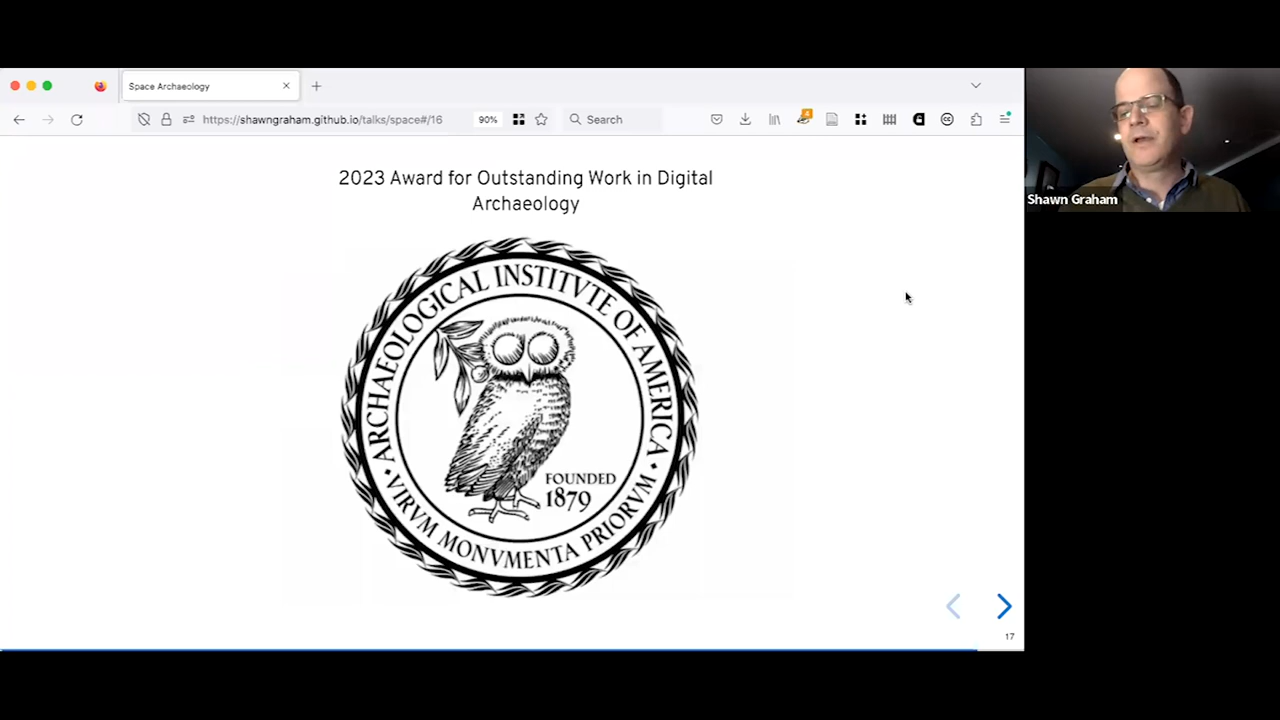 Space Archaeology
https://shawngraham.github.io/talks/space#/16
90%
Search
4
2023 Award for Outstanding Work in Digital
Archaeology
ARCHAEOLOGICAL INSTITVTE OF AMERICA
FOUNDED
1879
VIRVM MONVMENTA PRIORVM
17
Shawn Graham